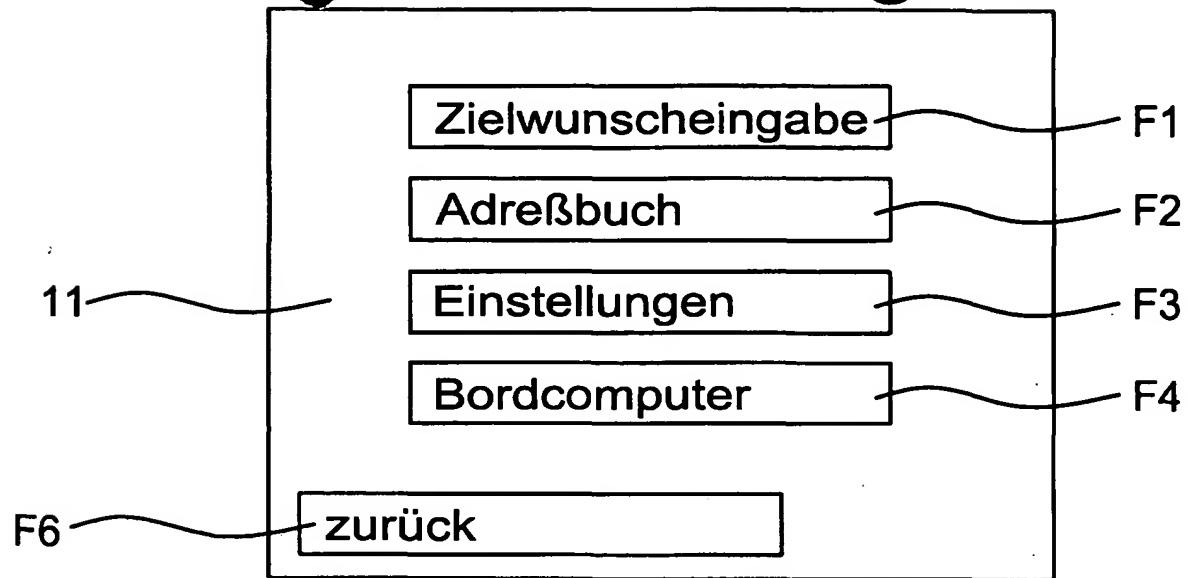 Zielwunscheingabe F1
Adreßbuch F2
11 Einstellungen F3
Bordcomputer F4
F6 zurück